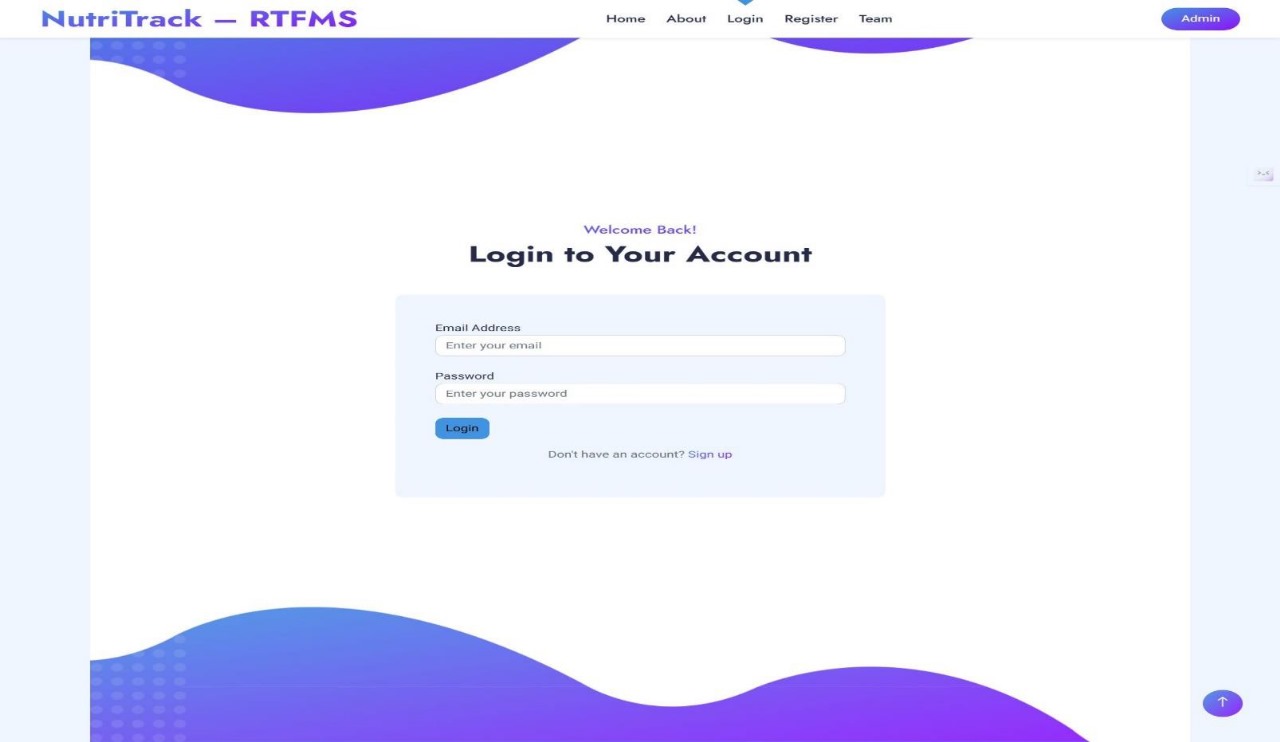 NutriTrack — RTFMS
Home About Login Register Team
Admin
Welcome Back!
Login to Your Account
Email Address
Enter your email
Password
Enter your password
Login
Don't have an account? Sign up